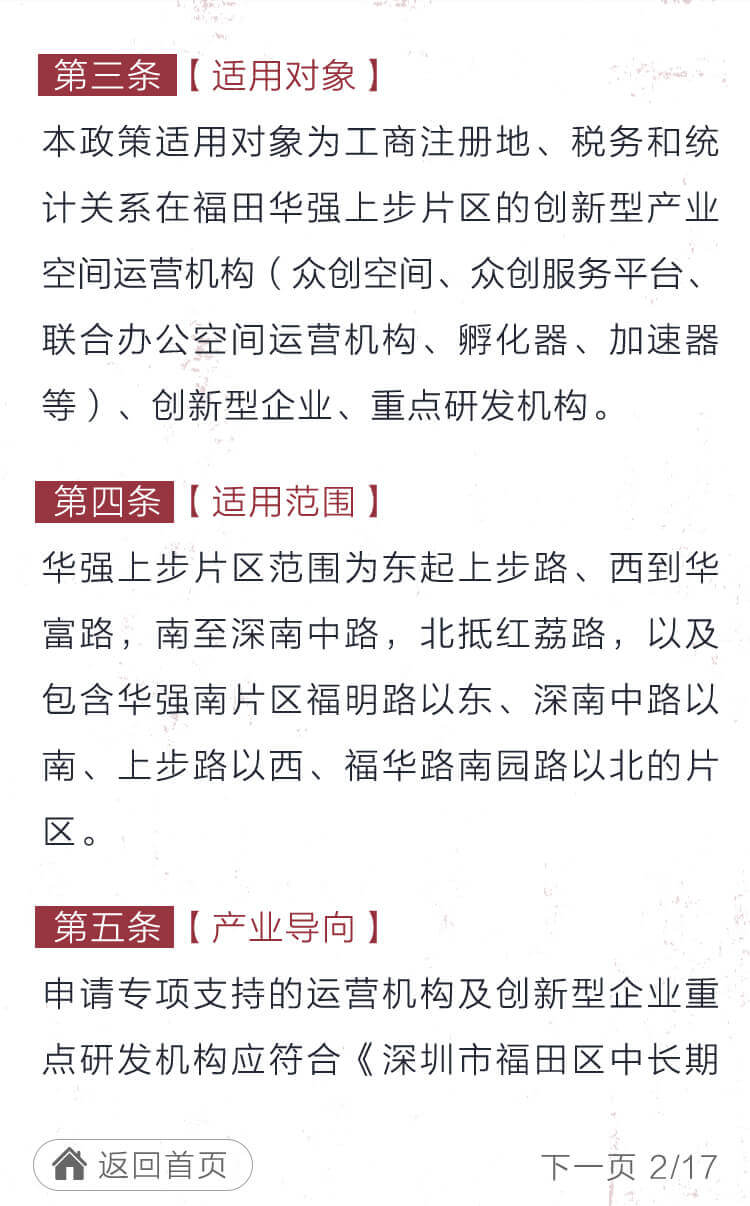 第三条【适用对象】
本政策适用对象为工商注册地、税务和统
计关系在福田华强上步片区的创新型产业
空间运营机构（众创空间、众创服务平台、
联合办公空间运营机构、孵化器、加速器
等）、创新型企业、重点研发机构。
第四条【适用范围】
华强上步片区范围为东起上步路、西到华
富路，南至深南中路，北抵红荔路，以及
包含华强南片区福明路以东、深南中路以
南、上步路以西、福华路南园路以北的片
区。
第五条【产业导向】
申请专项支持的运营机构及创新型企业重
点研发机构应符合《深圳市福田区中长期
返回首页
下一页 2/17